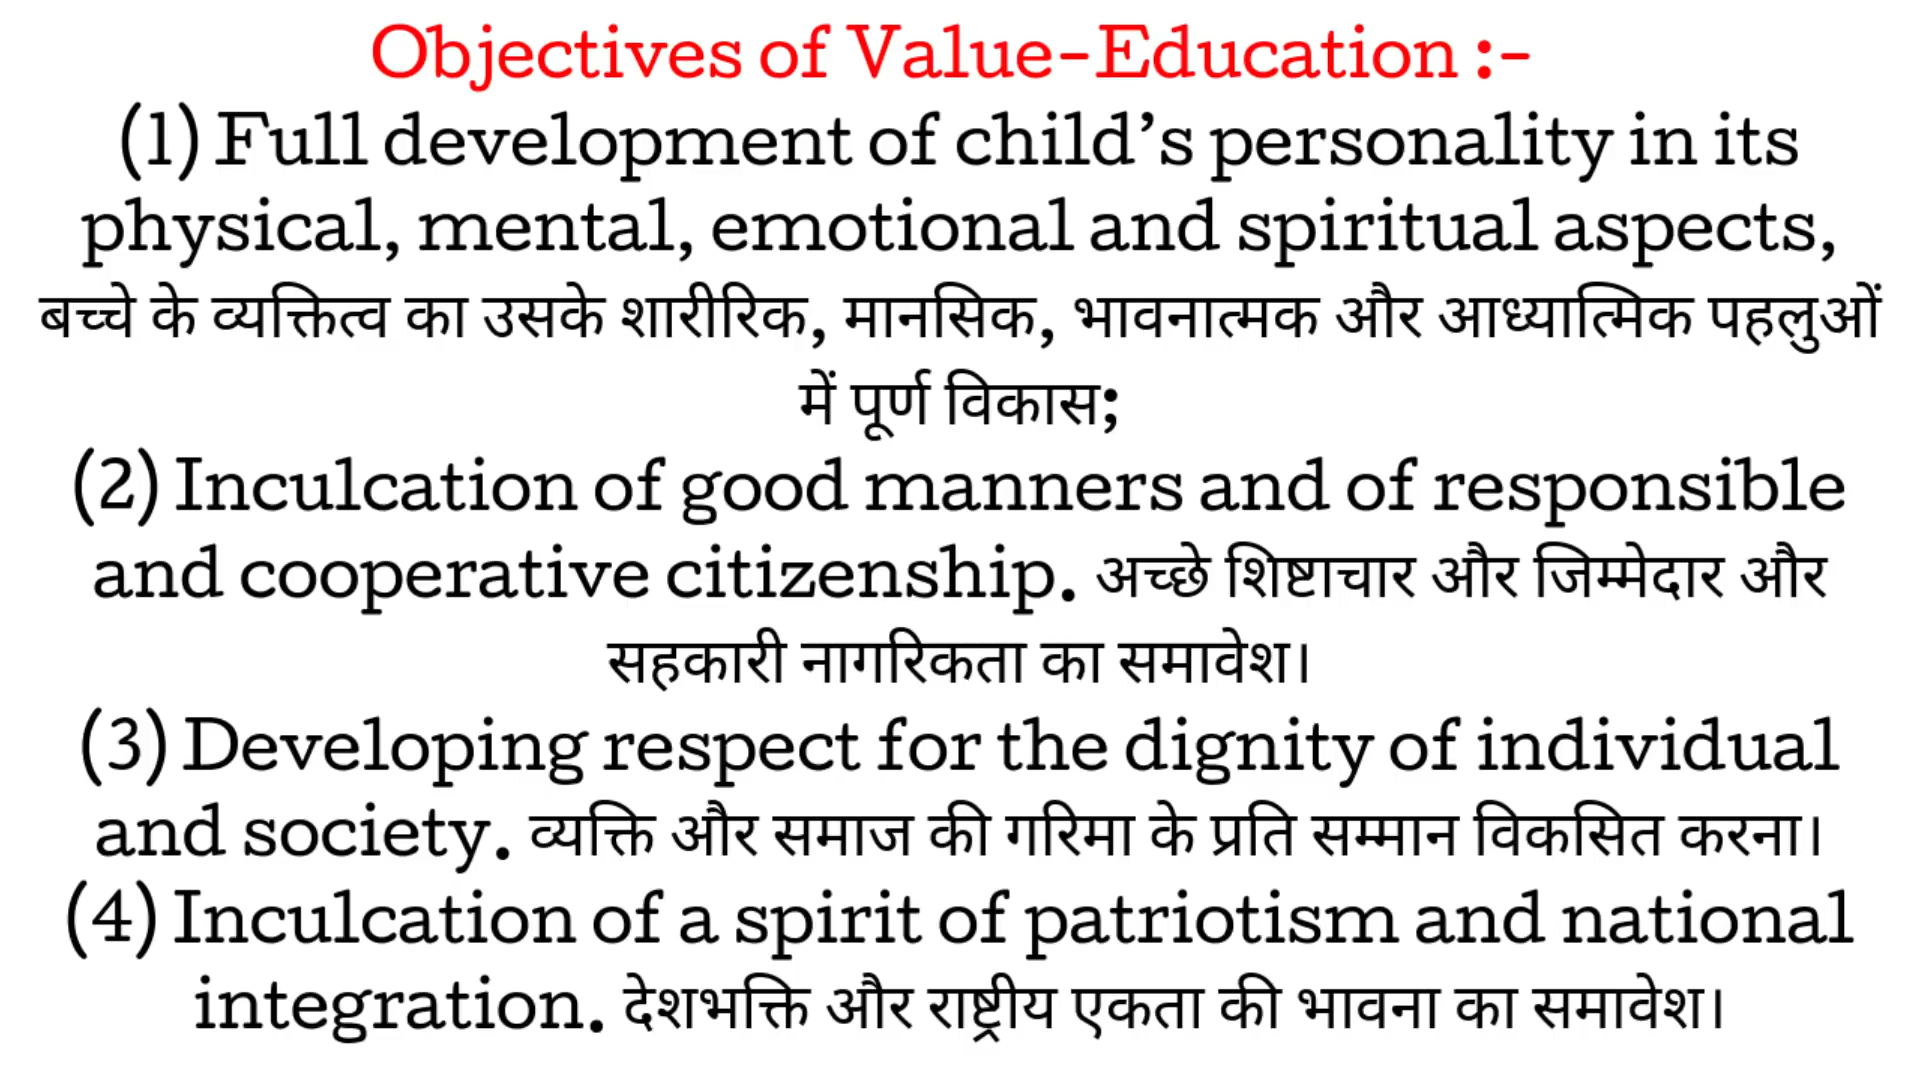 Objectives of Value-Education :-
(1) Full development of child’s personality in its
physical, mental, emotional and spiritual aspects,
बच्चे के व्यक्तित्व का उसके शारीरिक, मानसिक, भावनात्मक और आध्यात्मिक पहलुओं
में पूर्ण विकास;
(2) Inculcation of good manners and of responsible
and cooperative citizenship. अच्छे शिष्टाचार और जिम्मेदार और
सहकारी नागरिकता का समावेश।
(3) Developing respect for the dignity of individual
and society. व्यक्ति और समाज की गरिमा के प्रति सम्मान विकसित करना।
(4) Inculcation of a spirit of patriotism and national
integration. देशभक्ति और राष्ट्रीय एकता की भावना का समावेश।